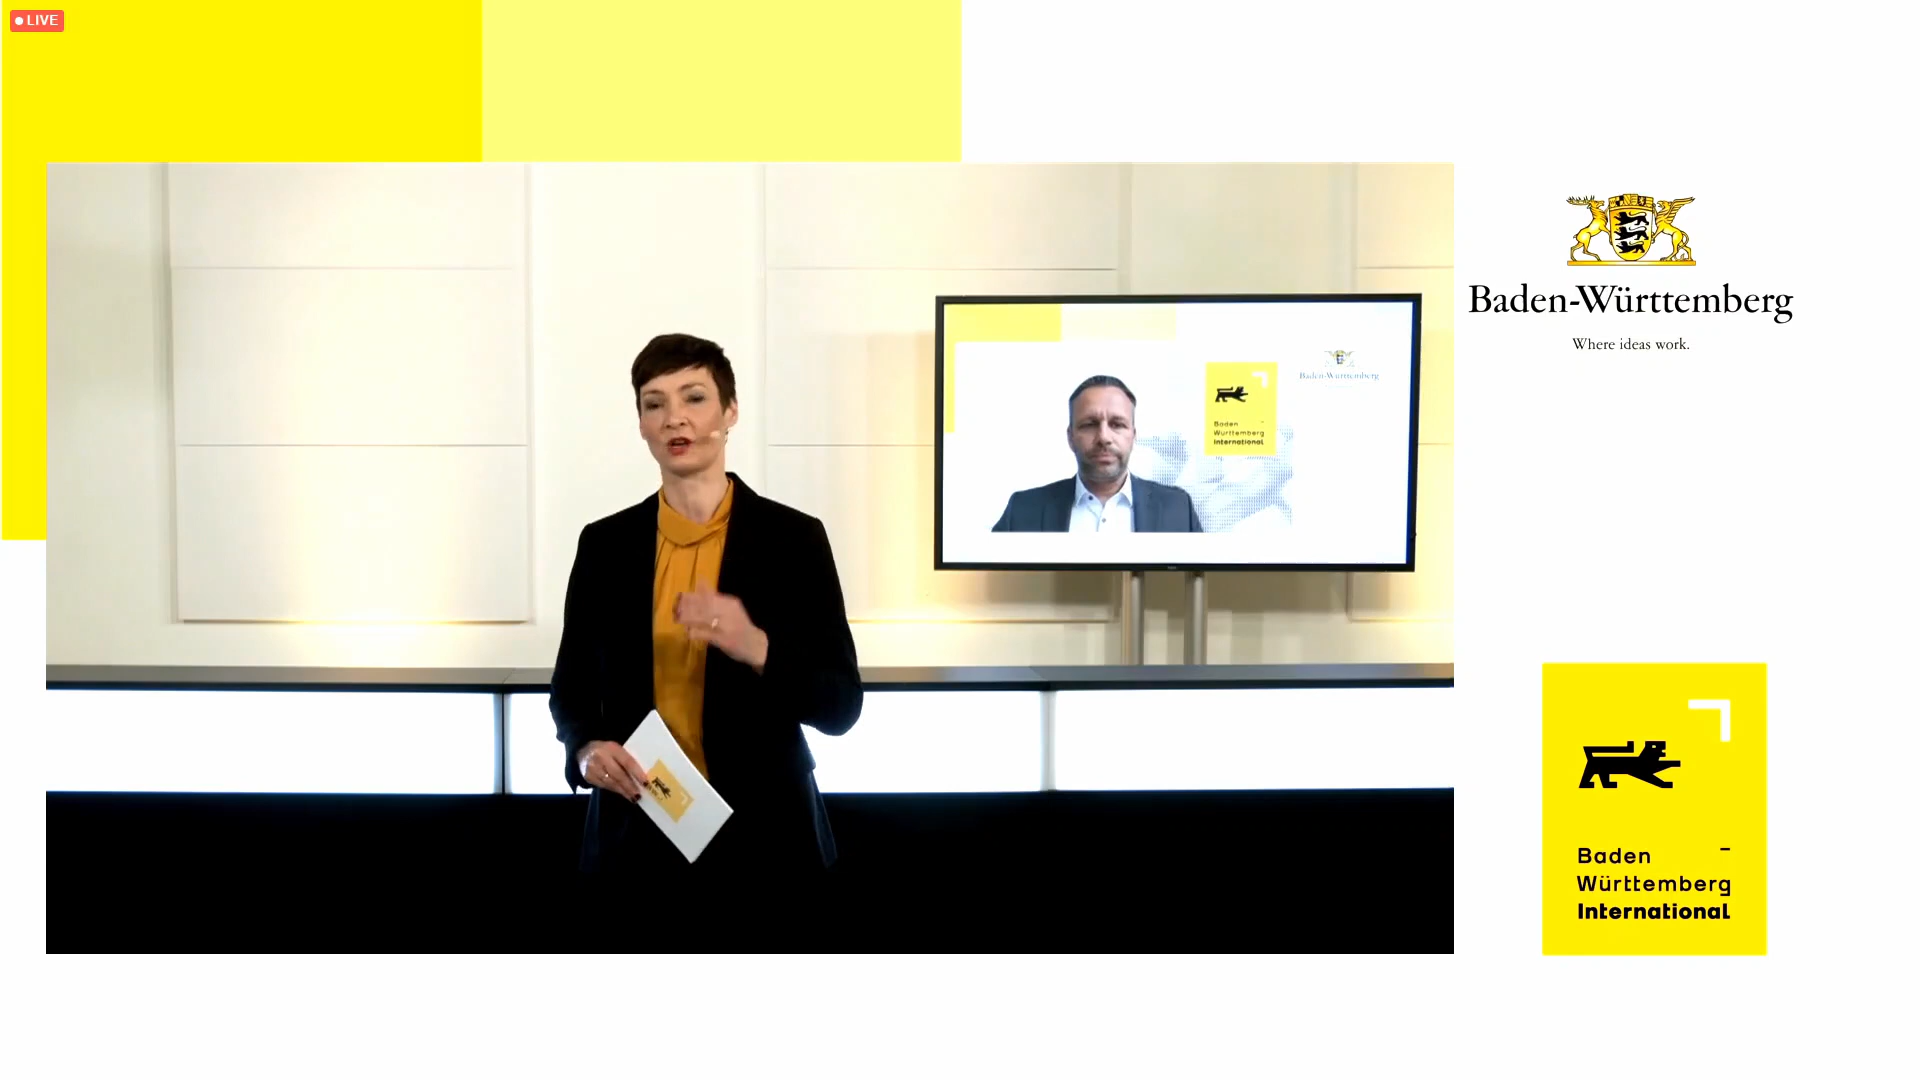 LIVE
Baden-Württemberg
Where ideas work.
Baden-Württemberg
Baden –
Württemberg
International
Baden –
Württemberg
International